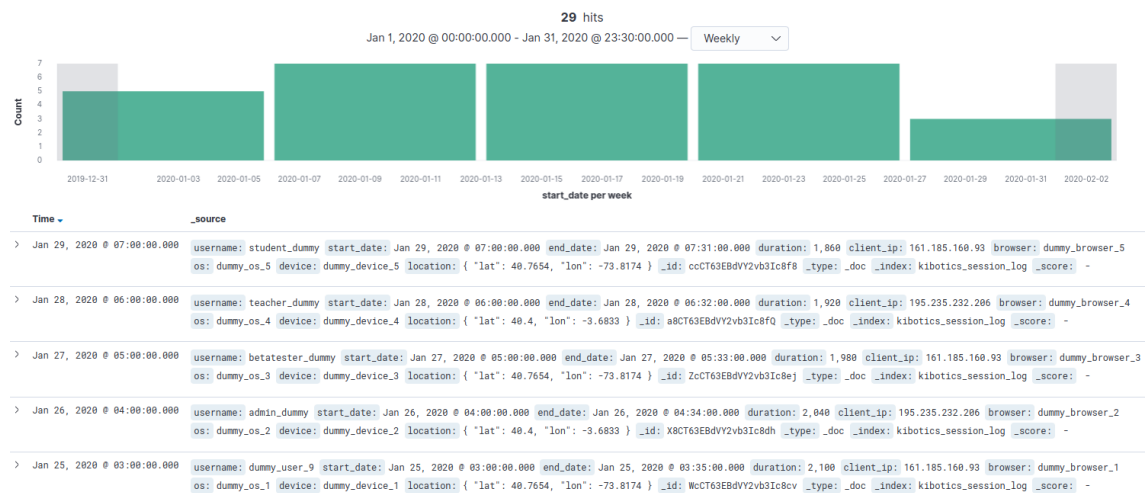 29 hits
Jan 1, 2020 @ 00:00:00.000 - Jan 31, 2020 @ 23:30:00.000 — Weekly
7
6
5
4
3
2
1
0
Count
2019-12-31 2020-01-03 2020-01-05 2020-01-07 2020-01-09 2020-01-11 2020-01-13 2020-01-15 2020-01-17 2020-01-19 2020-01-21 2020-01-23 2020-01-25 2020-01-27 2020-01-29 2020-01-31 2020-02-02
start_date per week
Time _source
Jan 29, 2020 @ 07:00:00.000 username: student_dummy start_date: Jan 29, 2020 @ 07:00:00.000 end_date: Jan 29, 2020 @ 07:31:00.000 duration: 1,860 client_ip: 161.185.160.93 browser: dummy_browser_5
os: dummy_os_5 device: dummy_device_5 location: { "lat": 40.7654, "lon": -73.8174 } _id: ccCT63EBdVY2vb3Ic8f8 _type: _doc _index: kibotics_session_log _score: -
Jan 28, 2020 @ 06:00:00.000 username: teacher_dummy start_date: Jan 28, 2020 @ 06:00:00.000 end_date: Jan 28, 2020 @ 06:32:00.000 duration: 1,920 client_ip: 195.235.232.206 browser: dummy_browser_4
os: dummy_os_4 device: dummy_device_4 location: { "lat": 40.4, "lon": -3.6833 } _id: a8CT63EBdVY2vb3Ic8fQ _type: _doc _index: kibotics_session_log _score: -
Jan 27, 2020 @ 05:00:00.000 username: betatester_dummy start_date: Jan 27, 2020 @ 05:00:00.000 end_date: Jan 27, 2020 @ 05:33:00.000 duration: 1,980 client_ip: 161.185.160.93 browser: dummy_browser_3
os: dummy_os_3 device: dummy_device_3 location: { "lat": 40.7654, "lon": -73.8174 } _id: ZcCT63EBdVY2vb3Ic8ej _type: _doc _index: kibotics_session_log _score: -
Jan 26, 2020 @ 04:00:00.000 username: admin_dummy start_date: Jan 26, 2020 @ 04:00:00.000 end_date: Jan 26, 2020 @ 04:34:00.000 duration: 2,040 client_ip: 195.235.232.206 browser: dummy_browser_2
os: dummy_os_2 device: dummy_device_2 location: { "lat": 40.4, "lon": -3.6833 } _id: X8CT63EBdVY2vb3Ic8dh _type: _doc _index: kibotics_session_log _score: -
Jan 25, 2020 @ 03:00:00.000 username: dummy_user_9 start_date: Jan 25, 2020 @ 03:00:00.000 end_date: Jan 25, 2020 @ 03:35:00.000 duration: 2,100 client_ip: 161.185.160.93 browser: dummy_browser_1
os: dummy_os_1 device: dummy_device_1 location: { "lat": 40.7654, "lon": -73.8174 } _id: WcCT63EBdVY2vb3Ic8cv _type: _doc _index: kibotics_session_log _score: -